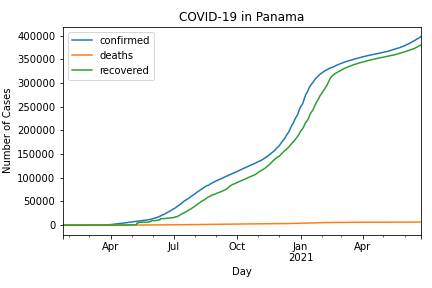 COVID-19 in Panama
confirmed
deaths
recovered
400000
350000
300000
250000
200000
150000
100000
50000
0
Number of Cases
Apr Jul Oct Jan Apr
2021
Day